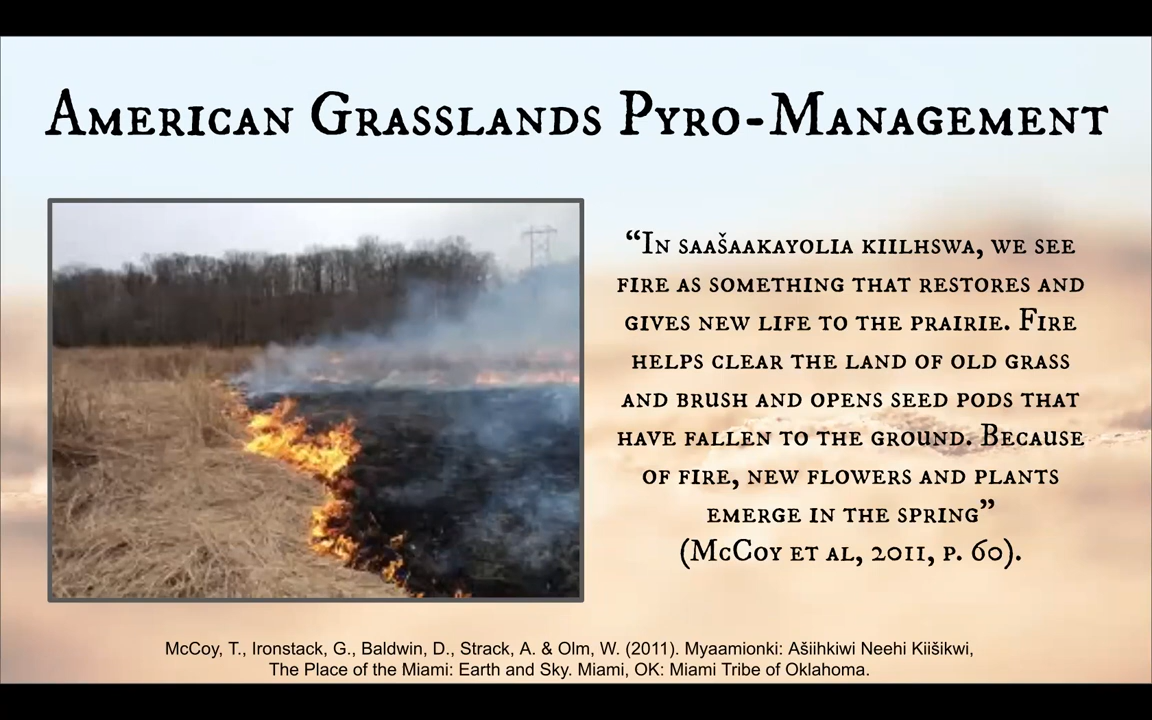 American Grasslands Pyro-Management
“In saašaakayolia kiilhswa, we see
fire as something that restores and
gives new life to the prairie. Fire
helps clear the land of old grass
and brush and opens seed pods that
have fallen to the ground. Because
of fire, new flowers and plants
emerge in the spring”
(McCoy et al, 2011, p. 60).
McCoy, T., Ironstack, G., Baldwin, D., Strack, A. & Olm, W. (2011). Myaamionki: Ašiihkiwi Neehi Kiišikwi,
The Place of the Miami: Earth and Sky. Miami, OK: Miami Tribe of Oklahoma.